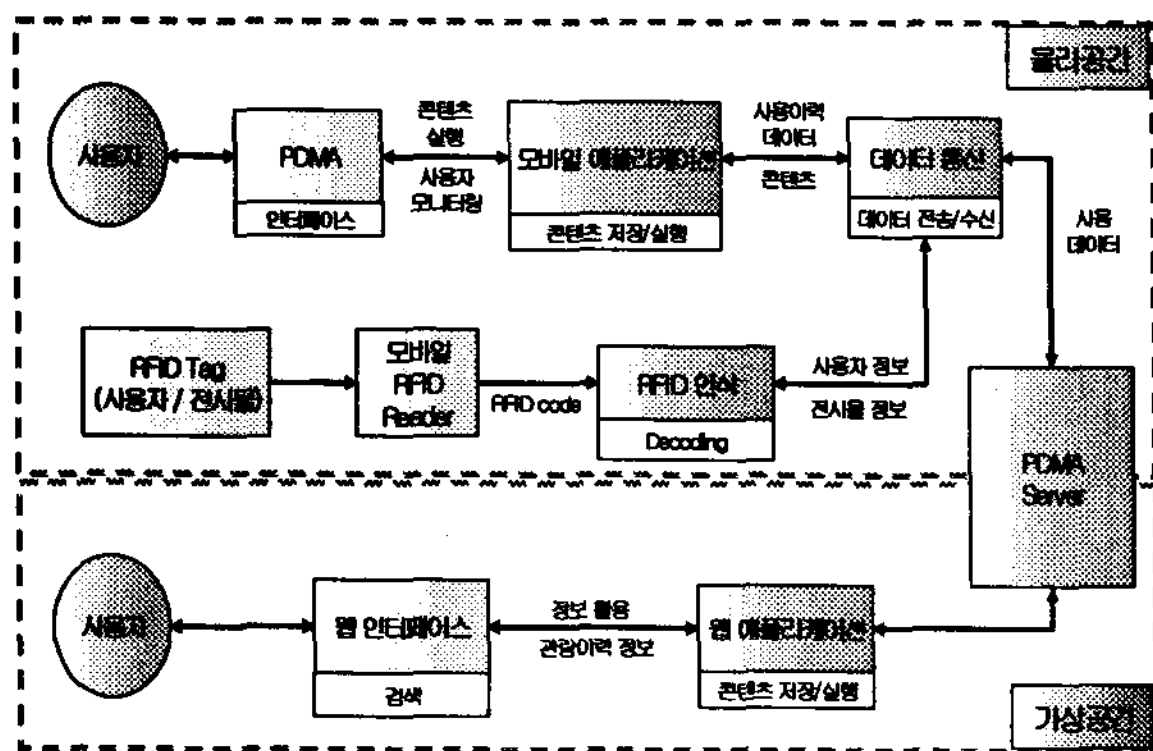 물리공간
사용자
PDMA
인터페이스
콘텐츠
실행
사용자
모니터링
모바일 애플리케이션
콘텐츠 저장/실행
사용이력
데이터
콘텐츠
데이터 통신
데이터 전송/수신
사용
데이터
RFID Tag
(사용자 / 전시물)
모바일
RFID
Reader
RFID code
RFID 인식
Decoding
사용자 정보
전시물 정보
PDMA
Server
사용자
웹 인터페이스
검색
정보 활용
관람이력 정보
웹 애플리케이션
콘텐츠 저장/실행
가상공간